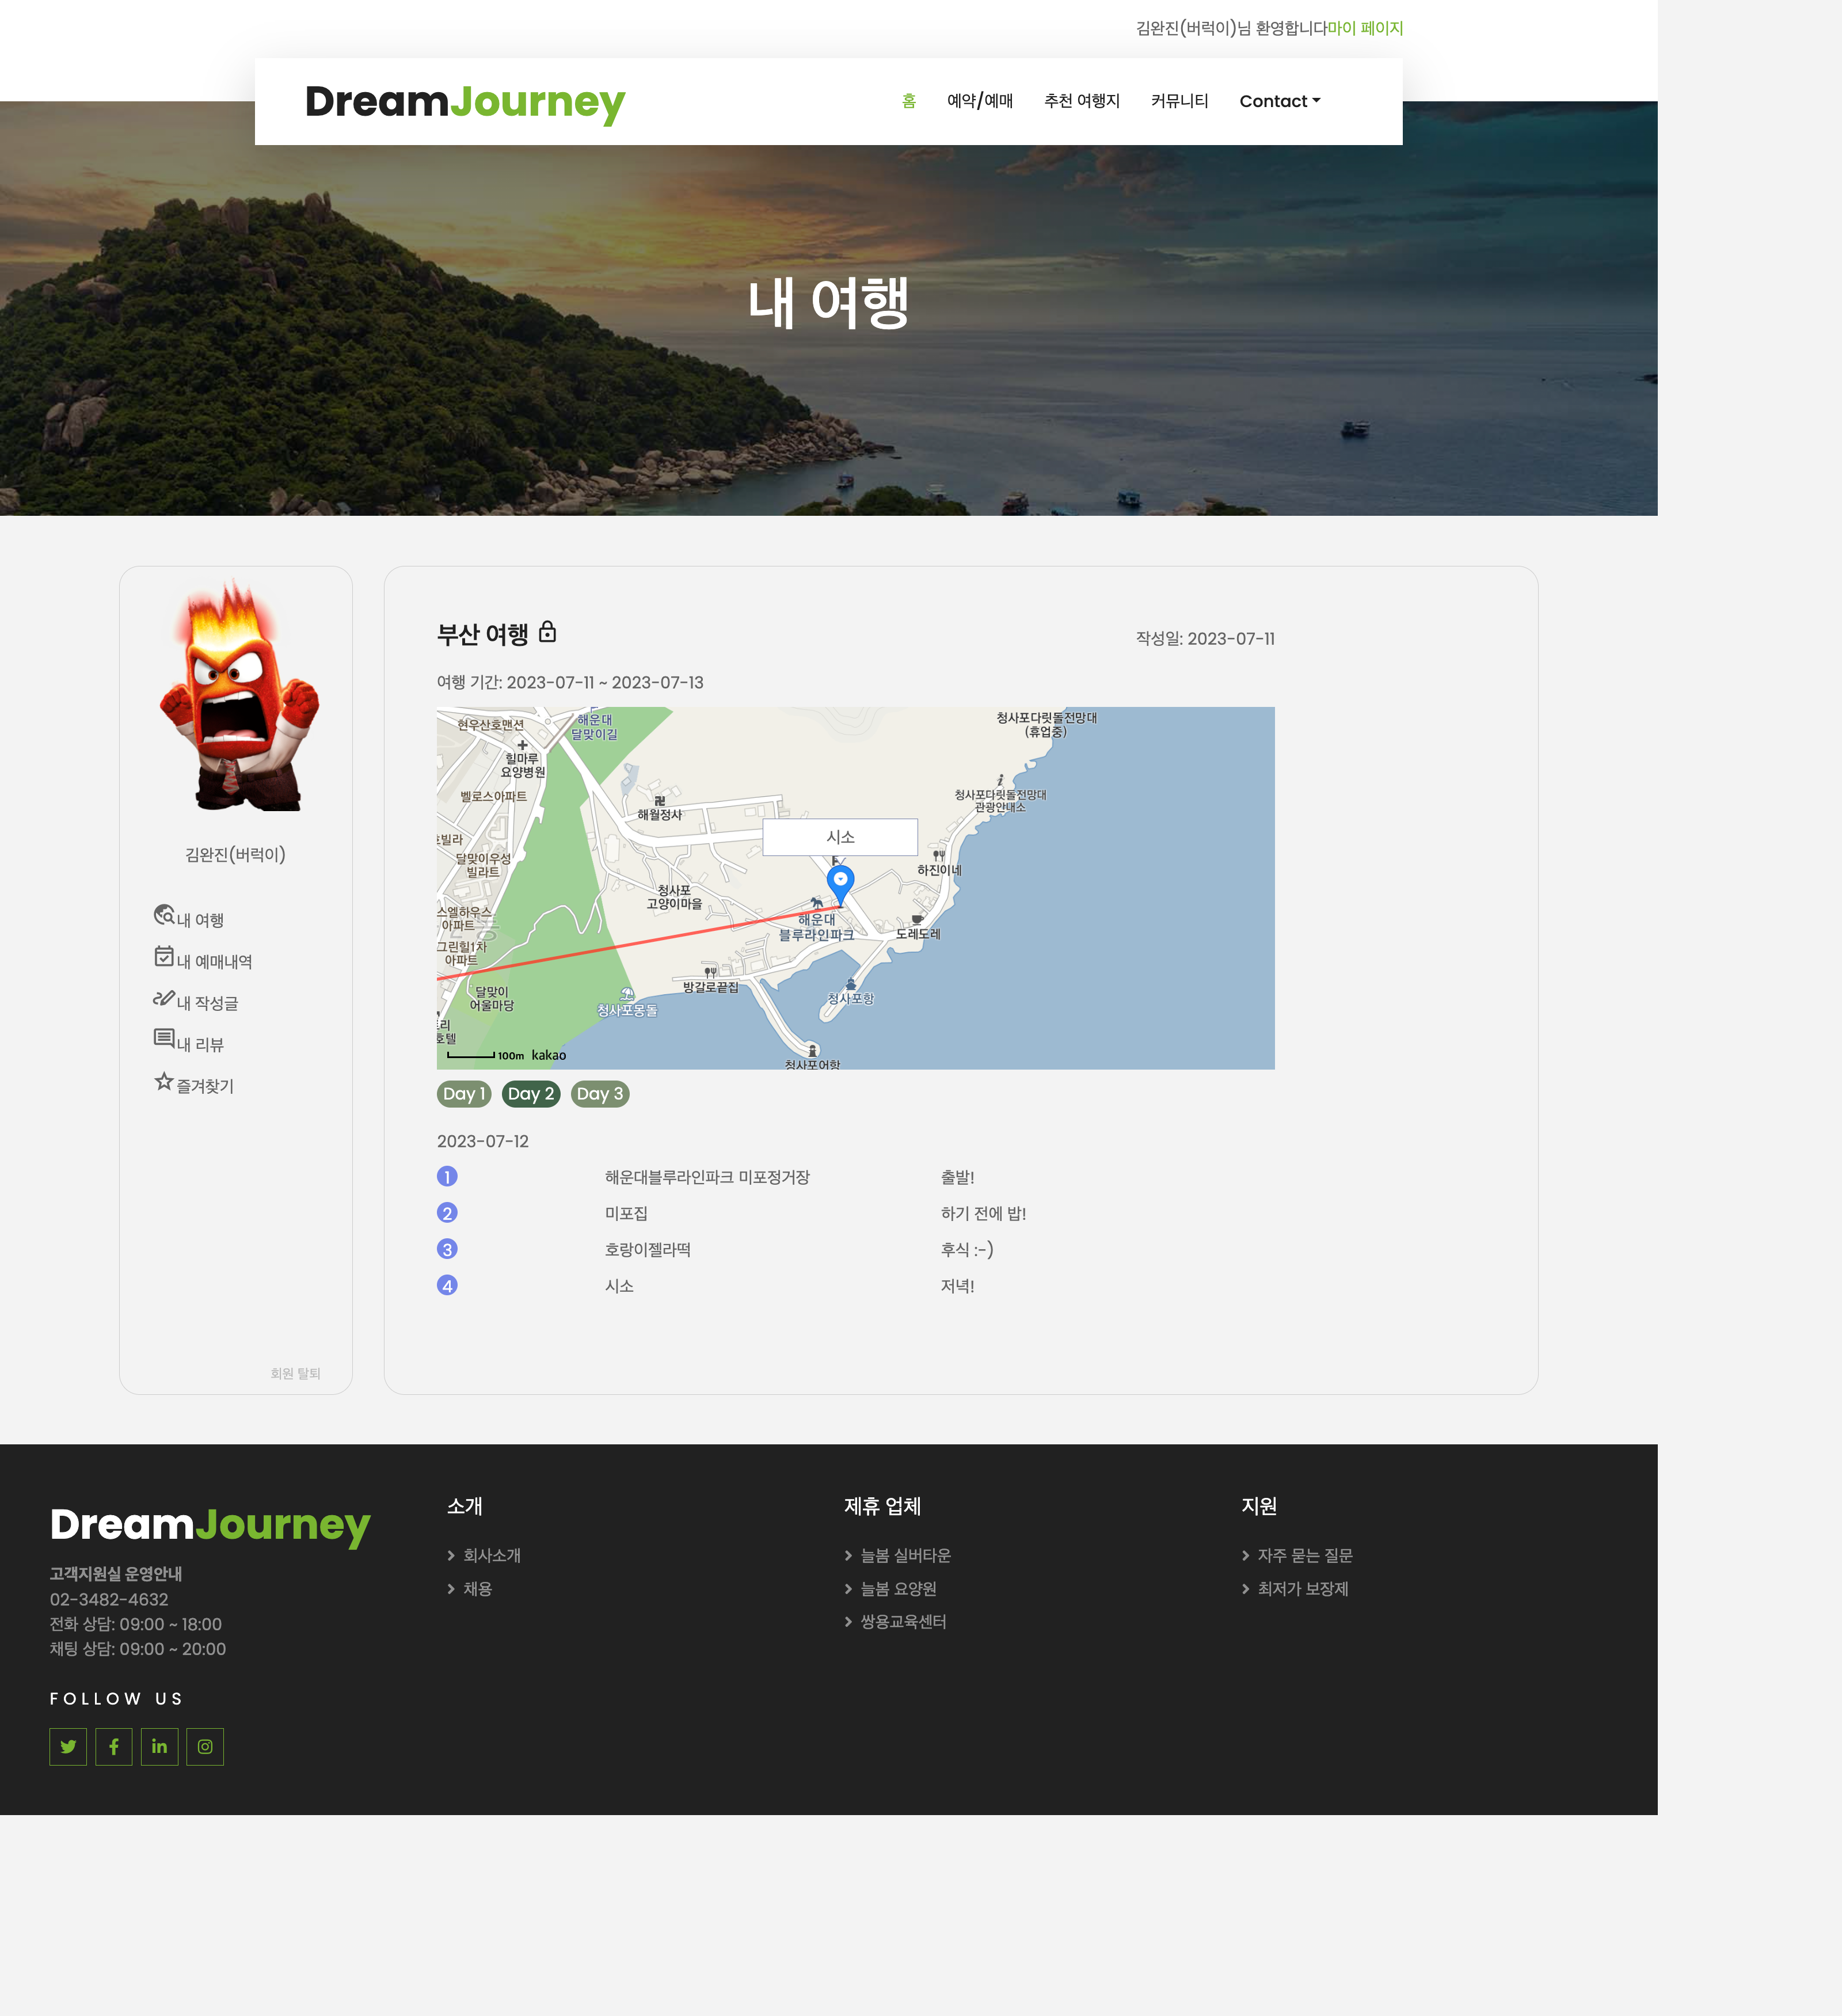 김완진(버럭이)님 환영합니다마이 페이지
DreamJourney
홈 예약/예매 추천 여행지 커뮤니티 Contact
내 여행
김완진(버럭이)
내 여행
내 예매내역
내 작성글
내 리뷰
즐겨찾기
회원 탈퇴
부산 여행
작성일: 2023-07-11
여행 기간: 2023-07-11 ~ 2023-07-13
현우산호맨션
해운대
달맞이길
청사포다릿돌전망대
(휴업중)
힐마루
요양병원
벨로스아파트
해월정사
청사포다릿돌전망대
관광안내소
시소
빌라
달맞이우성
빌라트
하진이네
청사포
고양이마을
스엘하우스
아파트
해운대
블루라인파크
도레도레
그린힐1차
아파트
방갈로끝집
달맞이
어울마당
청사포몽돌
청사포항
호텔
100m kakao
청사포어항
Day 1 Day 2 Day 3
2023-07-12
1 해운대블루라인파크 미포정거장 출발!
2 미포집 하기 전에 밥!
3 호랑이젤라떡 후식 :-)
4 시소 저녁!
DreamJourney
고객지원실 운영안내
02-3482-4632
전화 상담: 09:00 ~ 18:00
채팅 상담: 09:00 ~ 20:00
FOLLOW US
소개
회사소개
채용
제휴 업체
늘봄 실버타운
늘봄 요양원
쌍용교육센터
지원
자주 묻는 질문
최저가 보장제